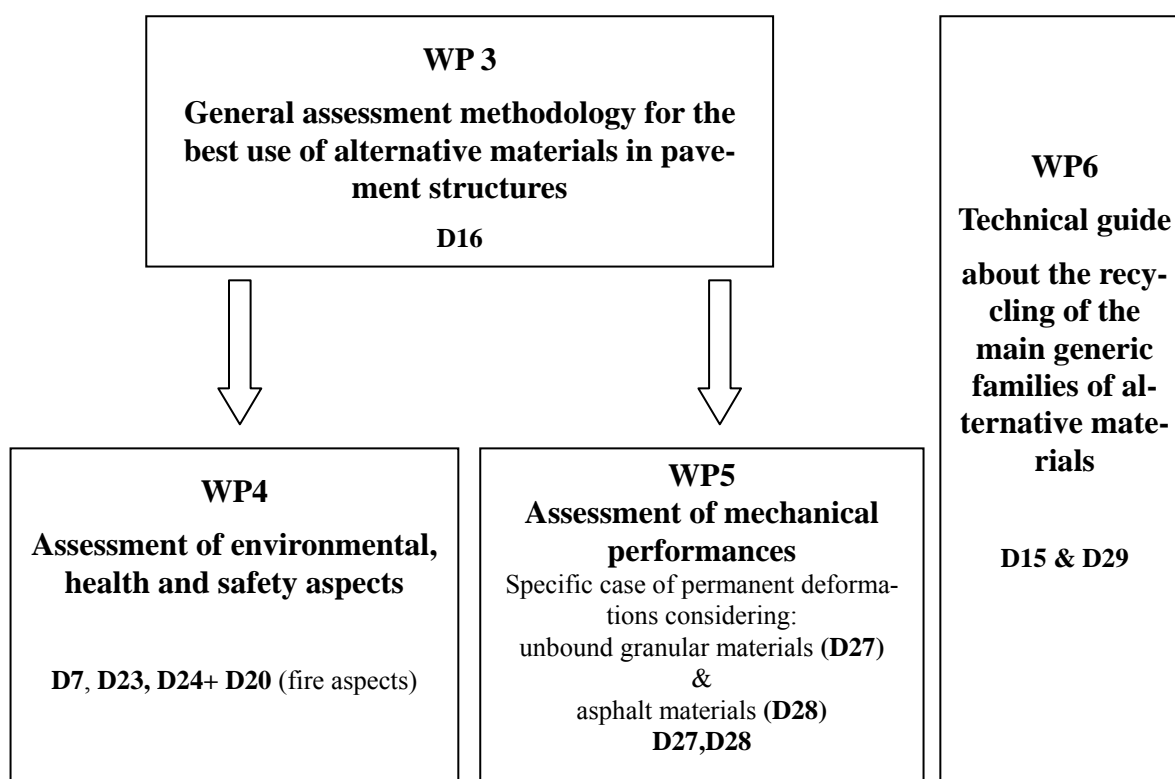 WP 3
General assessment methodology for the
best use of alternative materials in pave-
ment structures
D16
WP4
Assessment of environmental,
health and safety aspects
D7, D23, D24+ D20 (fire aspects)
WP5
Assessment of mechanical
performances
Specific case of permanent deforma-
tions considering:
unbound granular materials (D27)
&
asphalt materials (D28)
D27,D28
WP6
Technical guide
about the recy-
cling of the
main generic
families of al-
ternative mate-
rials
D15 & D29